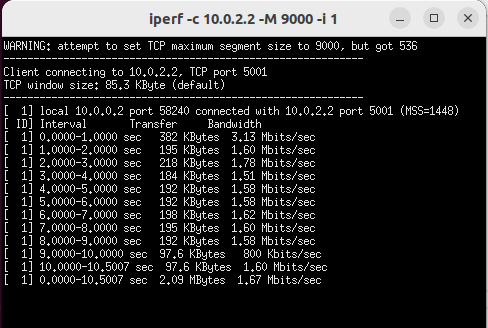 iperf -c 10.0.2.2 -M 9000 -i 1
WARNING: attempt to set TCP maximum segment size to 9000, but got 536
------------------------------------------------------------
Client connecting to 10.0.2.2, TCP port 5001
TCP window size: 85.3 KByte (default)
------------------------------------------------------------
[  1] local 10.0.0.2 port 58240 connected with 10.0.2.2 port 5001 (MSS=1448)
[ ID] Interval       Transfer     Bandwidth
[  1] 0.0000-1.0000 sec   382 KBytes  3.13 Mbits/sec
[  1] 1.0000-2.0000 sec   195 KBytes  1.60 Mbits/sec
[  1] 2.0000-3.0000 sec   218 KBytes  1.78 Mbits/sec
[  1] 3.0000-4.0000 sec   184 KBytes  1.51 Mbits/sec
[  1] 4.0000-5.0000 sec   192 KBytes  1.58 Mbits/sec
[  1] 5.0000-6.0000 sec   192 KBytes  1.58 Mbits/sec
[  1] 6.0000-7.0000 sec   198 KBytes  1.62 Mbits/sec
[  1] 7.0000-8.0000 sec   195 KBytes  1.60 Mbits/sec
[  1] 8.0000-9.0000 sec   192 KBytes  1.58 Mbits/sec
[  1] 9.0000-10.0000 sec  97.6 KBytes   800 Kbits/sec
[  1] 10.0000-10.5007 sec  97.6 KBytes  1.60 Mbits/sec
[  1] 0.0000-10.5007 sec  2.09 MBytes  1.67 Mbits/sec